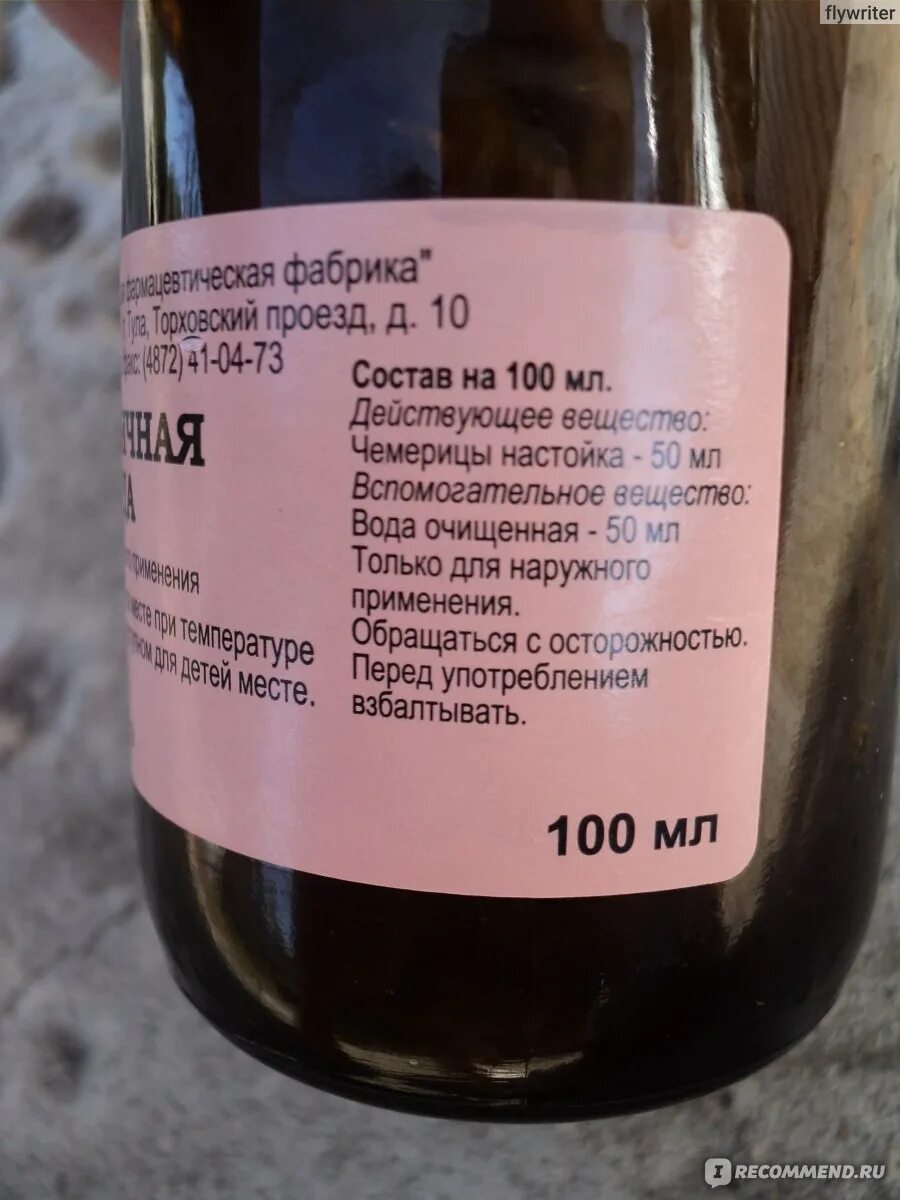 flywriter
фармацевтическая фабрика"
Тула, Торховский проезд, д. 10
факс: (4872) 41-04-73
Состав на 100 мл.
Действующее вещество:
Чемерицы настойка - 50 мл
Вспомогательное вещество:
Вода очищенная - 50 мл
Только для наружного
применения.
Обращаться с осторожностью.
Перед употреблением
взбалтывать.
применения
месте при температуре
для детей месте.
100 мл
IRECOMMEND.RU